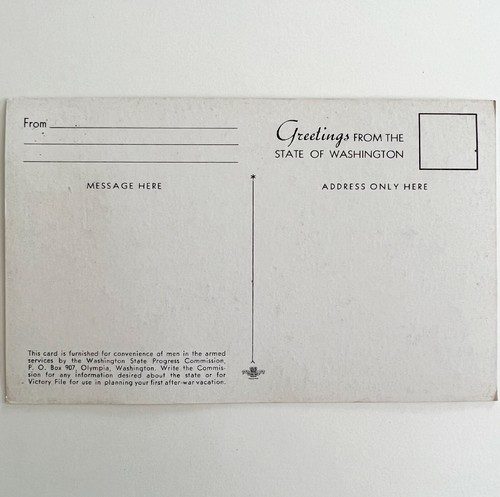 From
Greetings FROM THE
STATE OF WASHINGTON
MESSAGE HERE
ADDRESS ONLY HERE
This card is furnished for convenience of men in the armed
services by the Washington State Progress Commission,
P. O. Box 907, Olympia, Washington. Write the Commis-
sion for any information desired about the state or for
Victory File for use in planning your first after-war vacation.